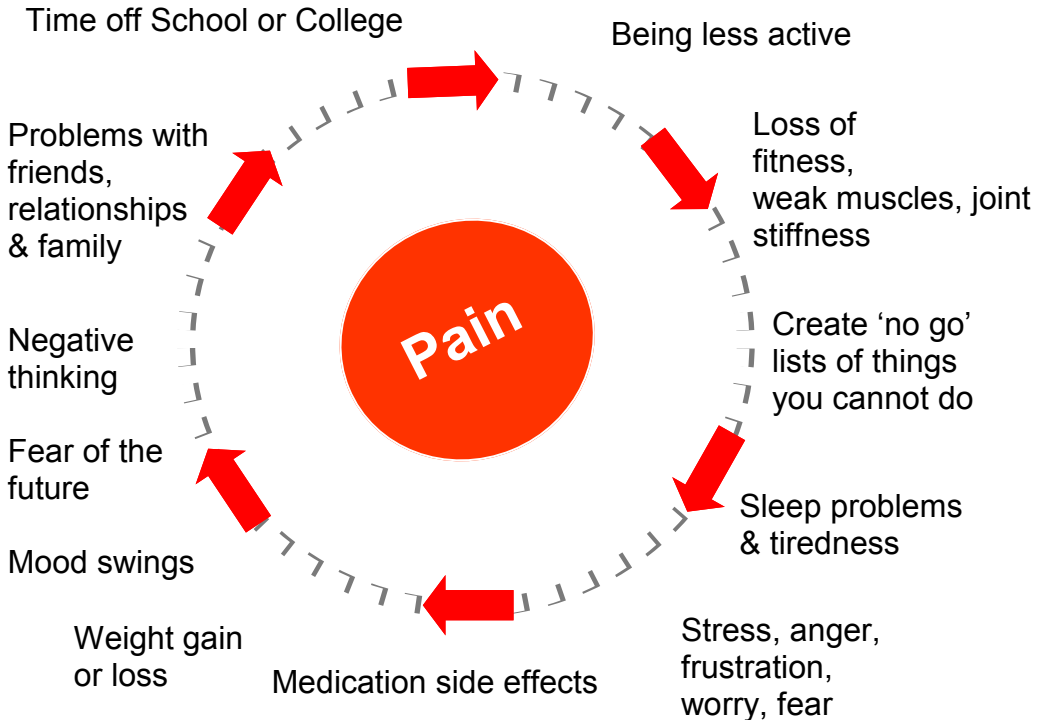 Time off School or College
Being less active
Loss of
fitness,
weak muscles, joint
stiffness
Create ‘no go’
lists of things
you cannot do
Sleep problems
& tiredness
Stress, anger,
frustration,
worry, fear
Medication side effects
Weight gain
or loss
Mood swings
Fear of the
future
Negative
thinking
Problems with
friends,
relationships
& family
Pain